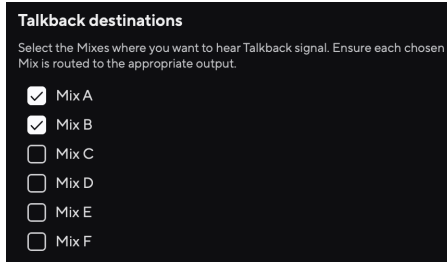 Talkback destinations
Select the Mixes where you want to hear Talkback signal. Ensure each chosen
Mix is routed to the appropriate output.
Mix A
Mix B
Mix C
Mix D
Mix E
Mix F